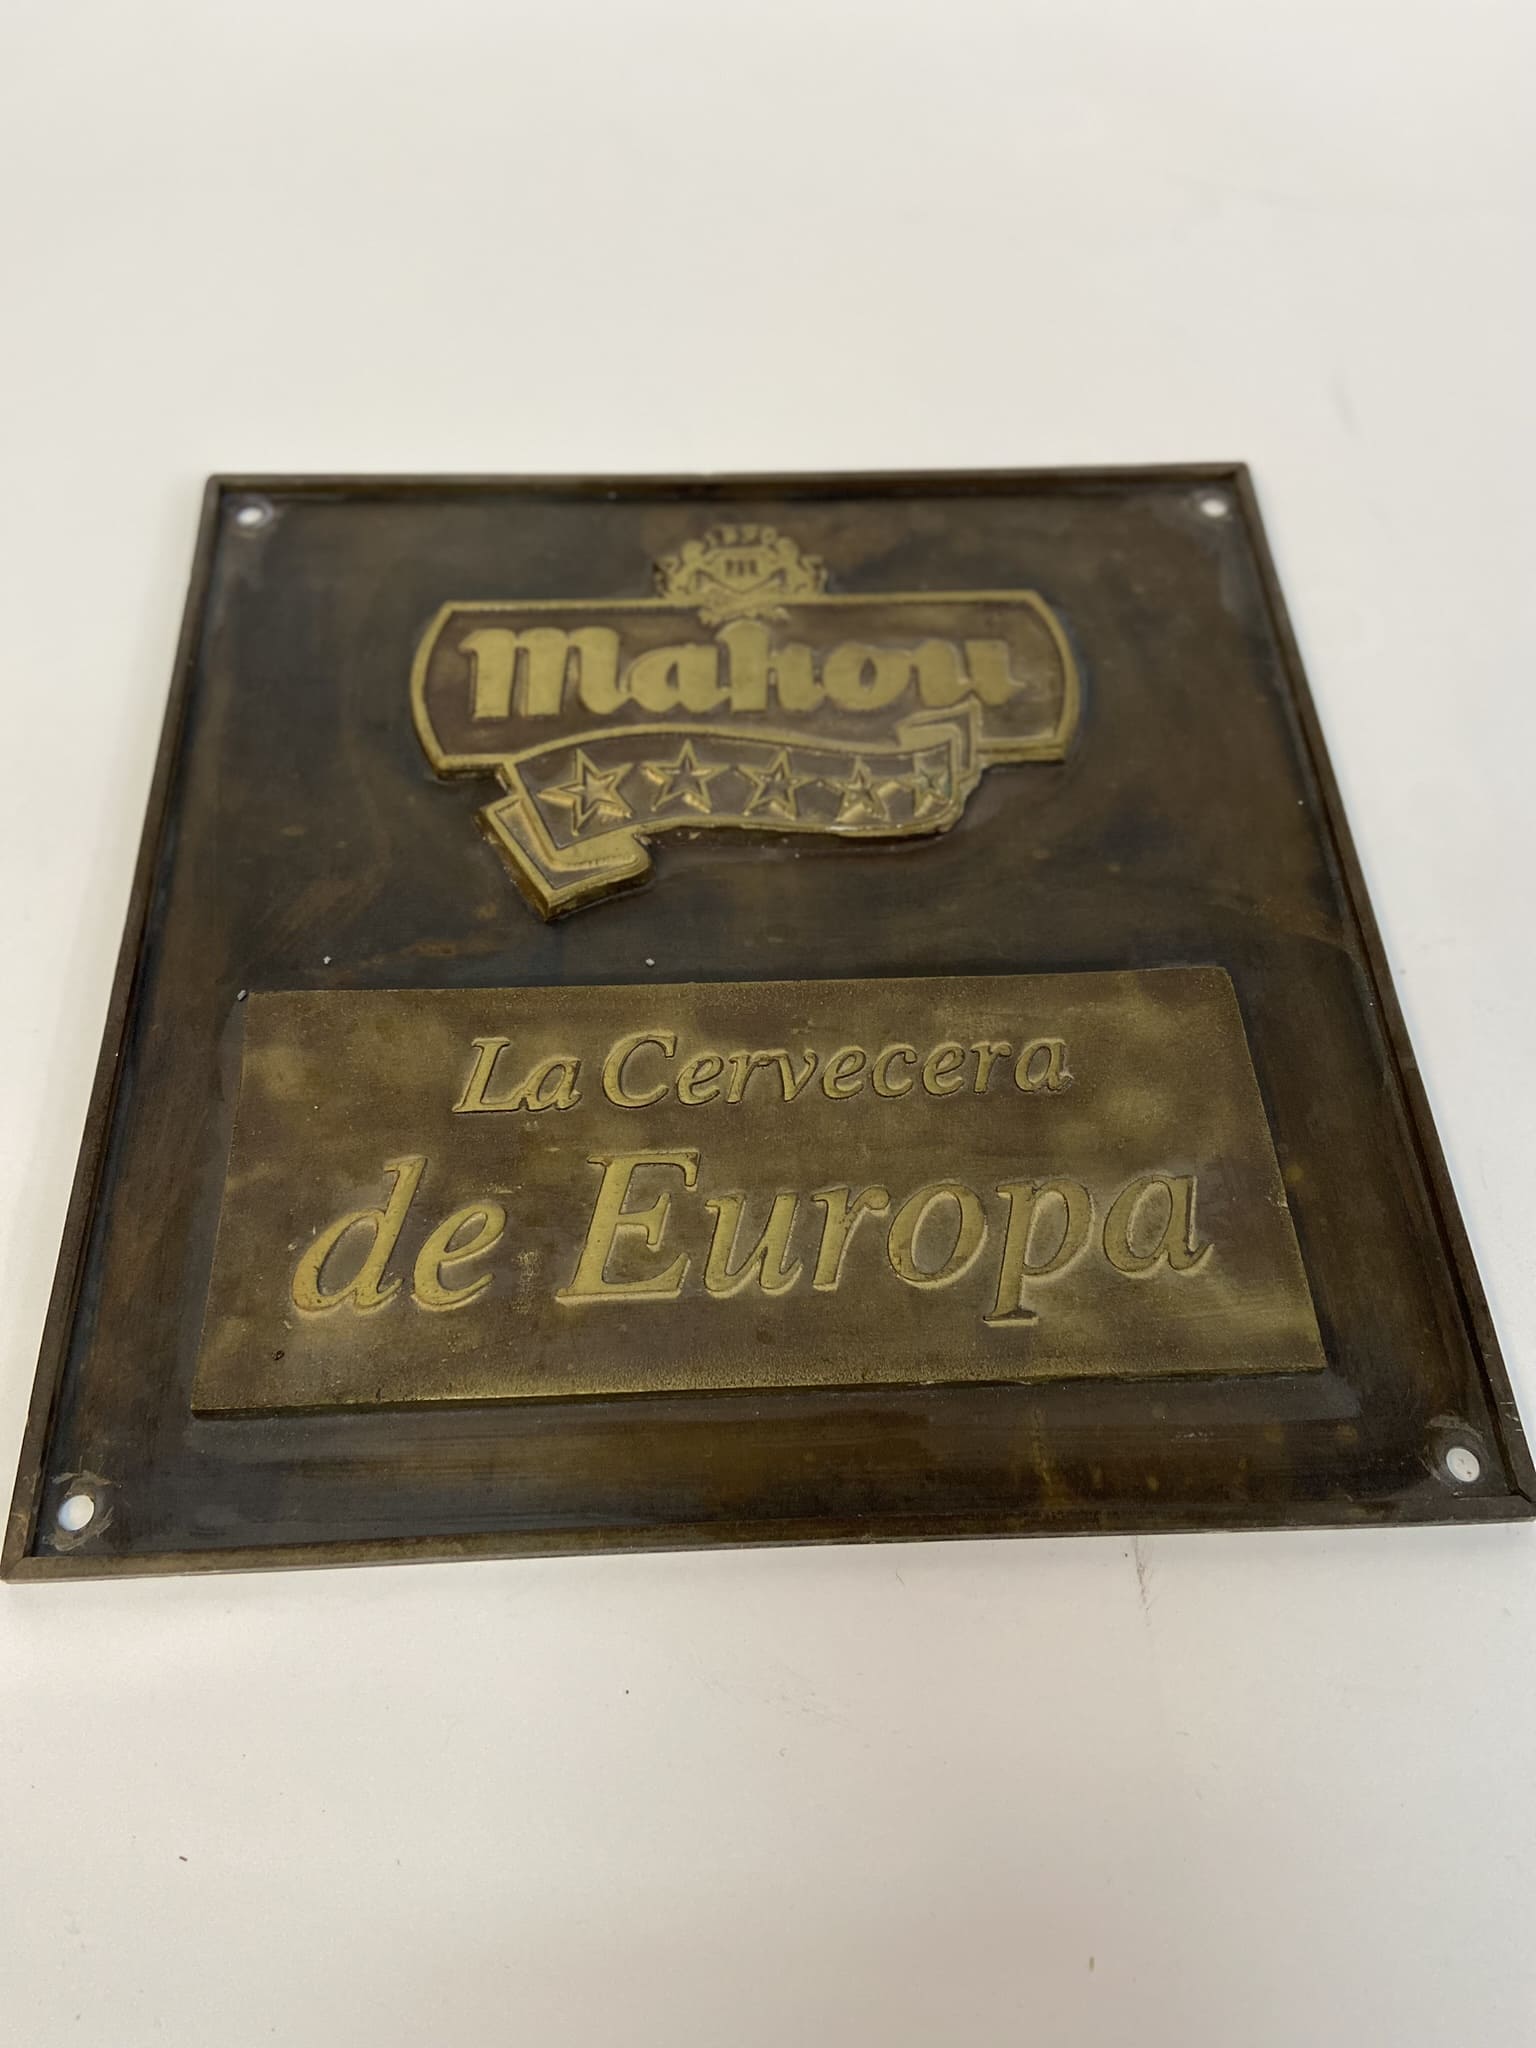 Mahou
La Cervecera
de Europa